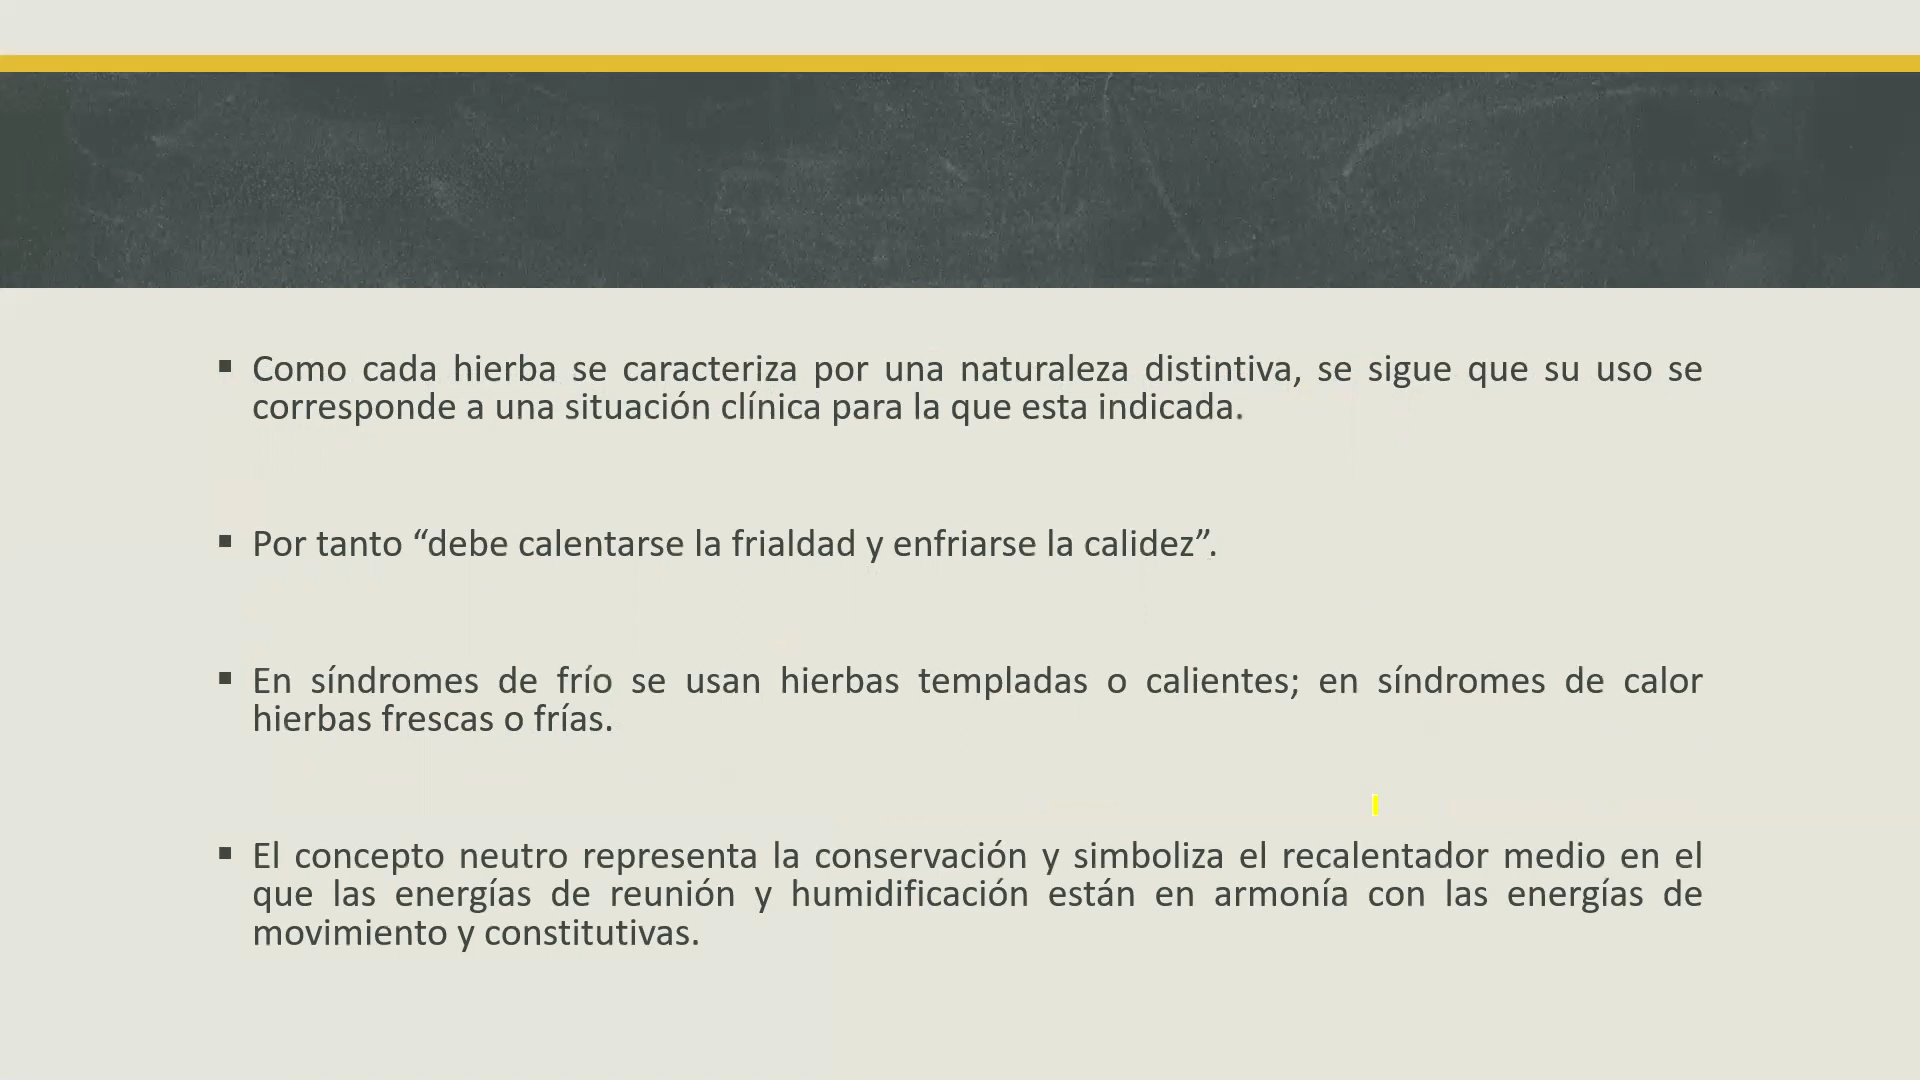 ▪ Como cada hierba se caracteriza por una naturaleza distintiva, se sigue que su uso se
corresponde a una situación clínica para la que esta indicada.
▪ Por tanto “debe calentarse la frialdad y enfriarse la calidez”.
▪ En síndromes de frío se usan hierbas templadas o calientes; en síndromes de calor
hierbas frescas o frías.
▪ El concepto neutro representa la conservación y simboliza el recalentador medio en el
que las energías de reunión y humidificación están en armonía con las energías de
movimiento y constitutivas.